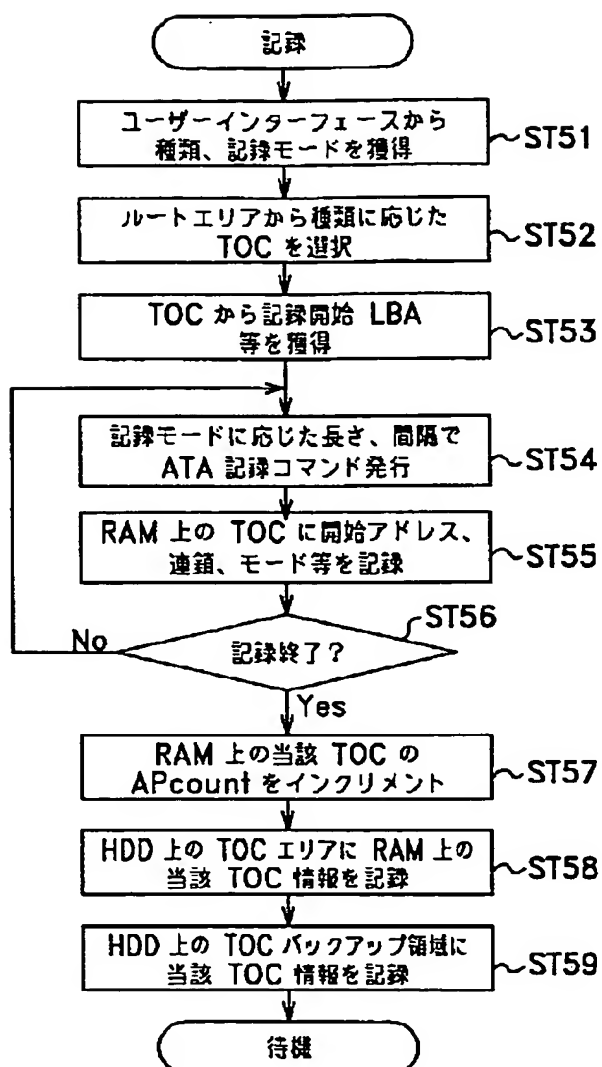 記録
ユーザーインターフェースから
種類、記録モードを獲得
ST51
ルートエリアから種類に応じた
TOC を選択
ST52
TOC から記録開始 LBA
等を獲得
ST53
記録モードに応じた長さ、間隔で
ATA 記録コマンド発行
ST54
RAM 上の TOC に開始アドレス、
連鎖、モード等を記録
ST55
ST56
No
記録終了?
Yes
RAM 上の当該 TOC の
APcount をインクリメント
ST57
HDD 上の TOC エリアに RAM 上の
当該 TOC 情報を記録
ST58
HDD 上の TOC バックアップ領域に
当該 TOC 情報を記録
ST59
待機